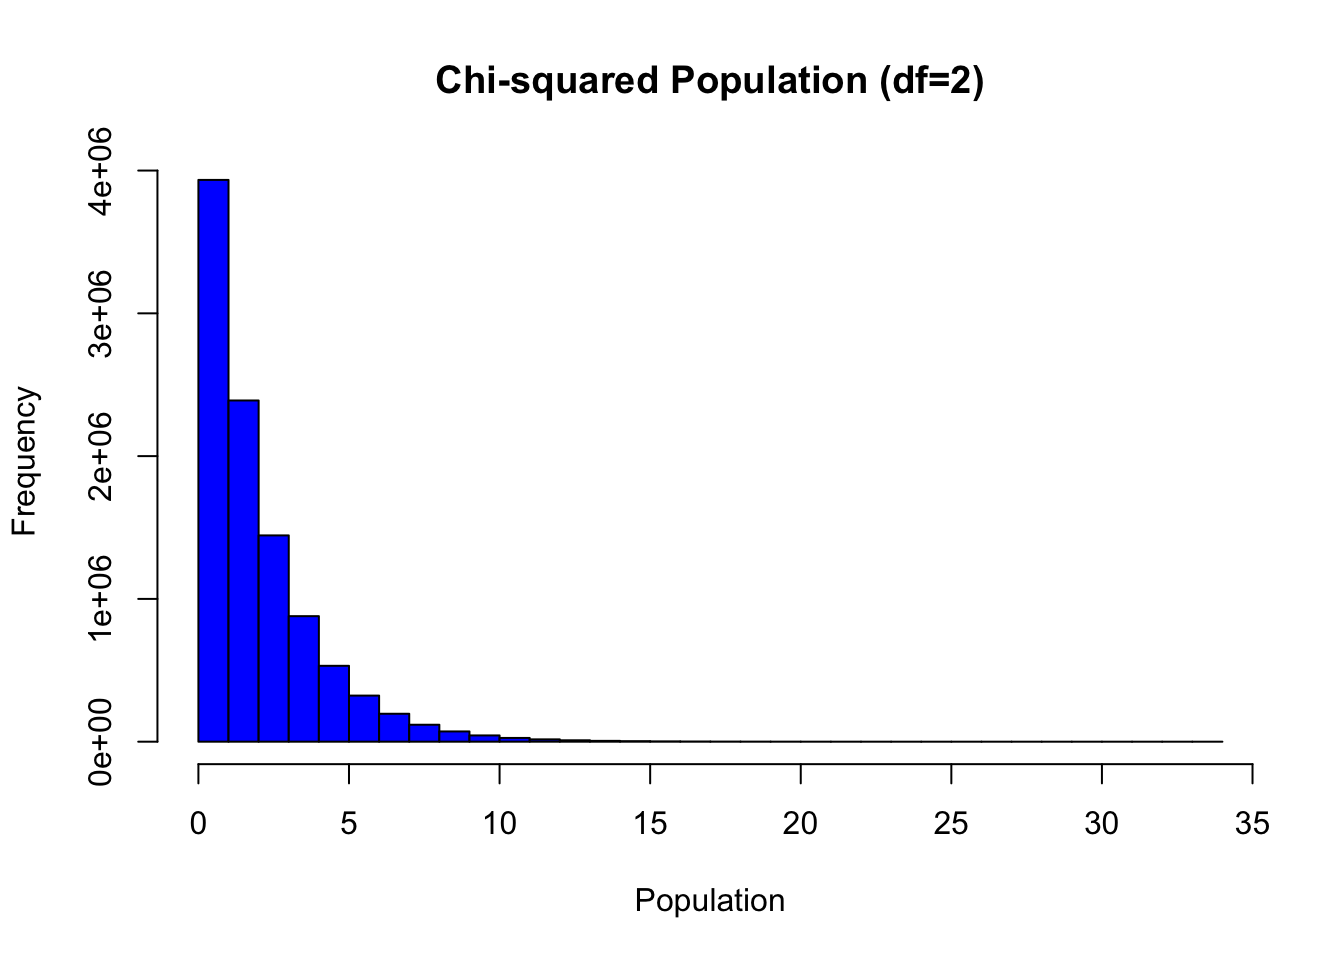 Chi-squared Population (df=2)
Frequency
4e+06
3e+06
2e+06
1e+06
0e+00
0 5 10 15 20 25 30 35
Population